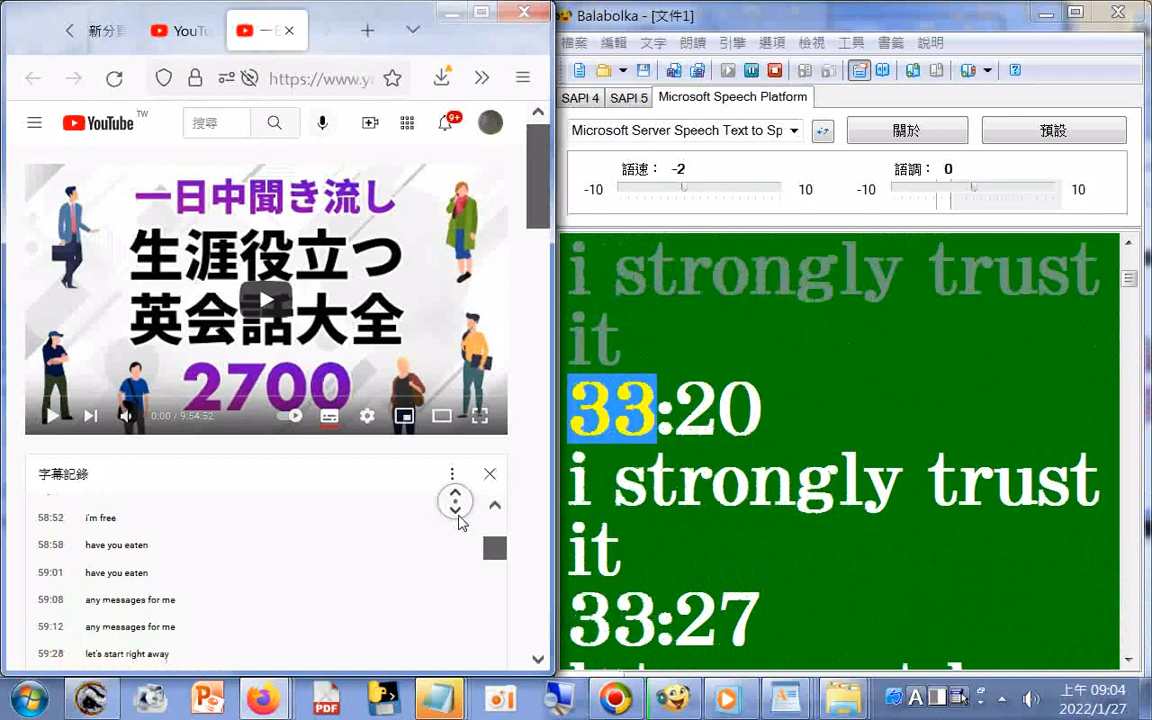 新分
YouTu
一日
https://www.y
YouTube TW
搜尋
9+
一日中聞き流し
生涯役立つ
英会話大全
2700
0:00 / 9:54:52
字幕記錄
58:52 i'm free
58:58 have you eaten
59:01 have you eaten
59:08 any messages for me
59:12 any messages for me
59:28 let's start right away
Balabolka - [文件1]
檔案 編輯 文字 朗讀 引擎 選項 檢視 工具 書籤 說明
SAPI 4 SAPI 5 Microsoft Speech Platform
Microsoft Server Speech Text to Sp
關於 預設
語速: -2 語調: 0
-10 10 -10 10
i strongly trust
it
33:20
i strongly trust
it
33:27
PDF
A
上午 09:04
2022/1/27